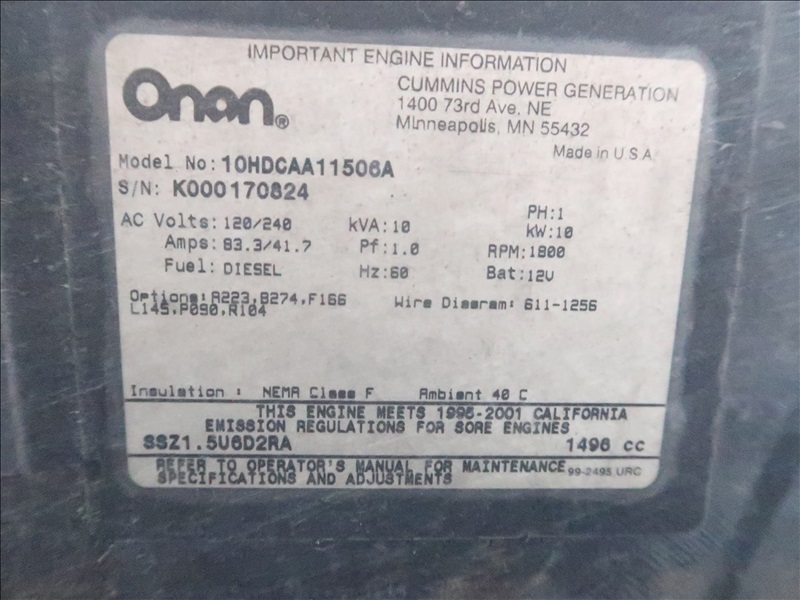 IMPORTANT ENGINE INFORMATION
Onan®
CUMMINS POWER GENERATION
1400 73rd Ave, NE
Minneapolis, MN 55432
Made in U.S.A.
Model No: 10HDCAA11506A
S/N: K000170824
AC Volts: 120/240 kVA: 10 PH: 1
kW: 10
Amps: 83.3/41.7 Pf: 1.0 RPM: 1800
Fuel: DIESEL Hz: 60 Bat: 12V
Options: A223,B274,F166 Wire Diagram: 611-1256
L145,P090,R104
Insulation : NEMA Class F Ambient 40 C
THIS ENGINE MEETS 1996-2001 CALIFORNIA
EMISSION REGULATIONS FOR SORE ENGINES
SSZ1.5U6D2RA 1496 cc
REFER TO OPERATOR'S MANUAL FOR MAINTENANCE
SPECIFICATIONS AND ADJUSTMENTS
99-2495 URC